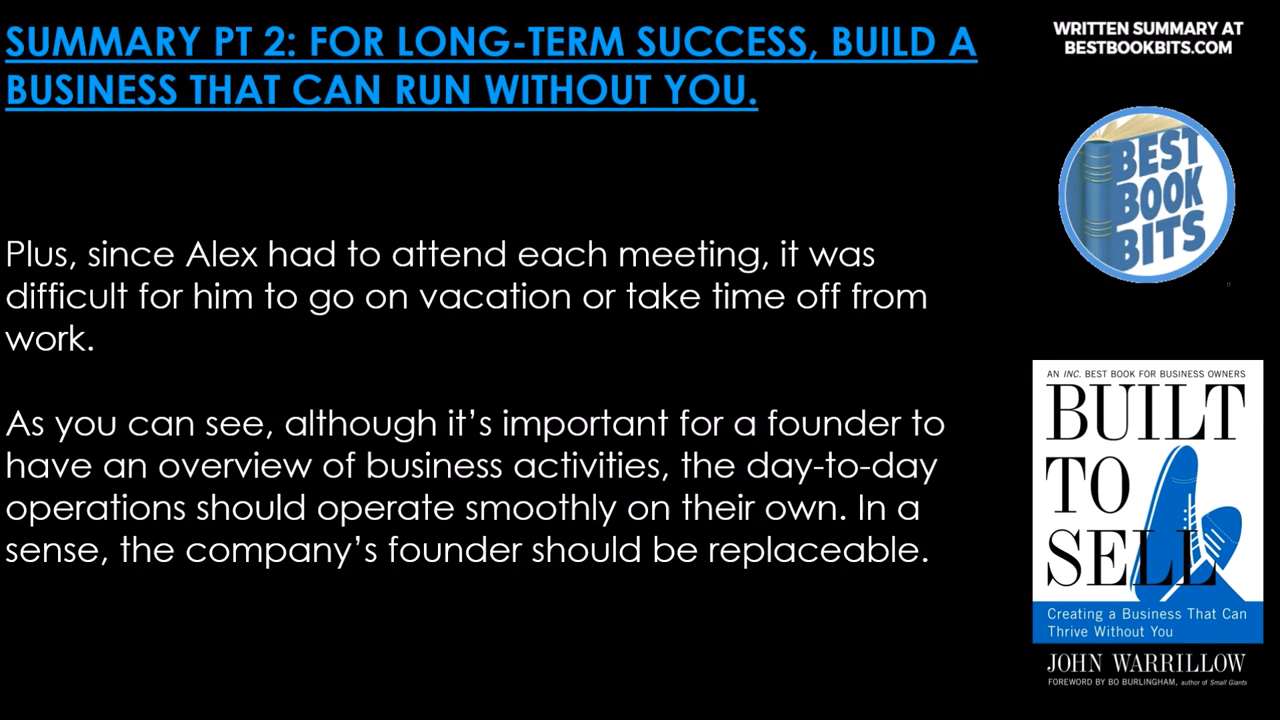 SUMMARY PT 2: FOR LONG-TERM SUCCESS, BUILD A
BUSINESS THAT CAN RUN WITHOUT YOU.
Plus, since Alex had to attend each meeting, it was
difficult for him to go on vacation or take time off from
work.
As you can see, although it’s important for a founder to
have an overview of business activities, the day-to-day
operations should operate smoothly on their own. In a
sense, the company’s founder should be replaceable.
WRITTEN SUMMARY AT
BESTBOOKBITS.COM
BEST
BOOK
BITS
AN INC. BEST BOOK FOR BUSINESS OWNERS
BUILT
TO
SELL
Creating a Business That Can
Thrive Without You
JOHN WARRILLOW
FOREWORD BY BO BURLINGHAM, author of Small Giants